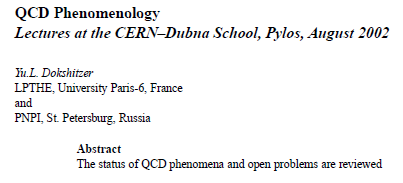 QCD Phenomenology
Lectures at the CERN–Dubna School, Pylos, August 2002
Yu.L. Dokshitzer
LPTHE, University Paris-6, France
and
PNPI, St. Petersburg, Russia
Abstract
The status of QCD phenomena and open problems are reviewed